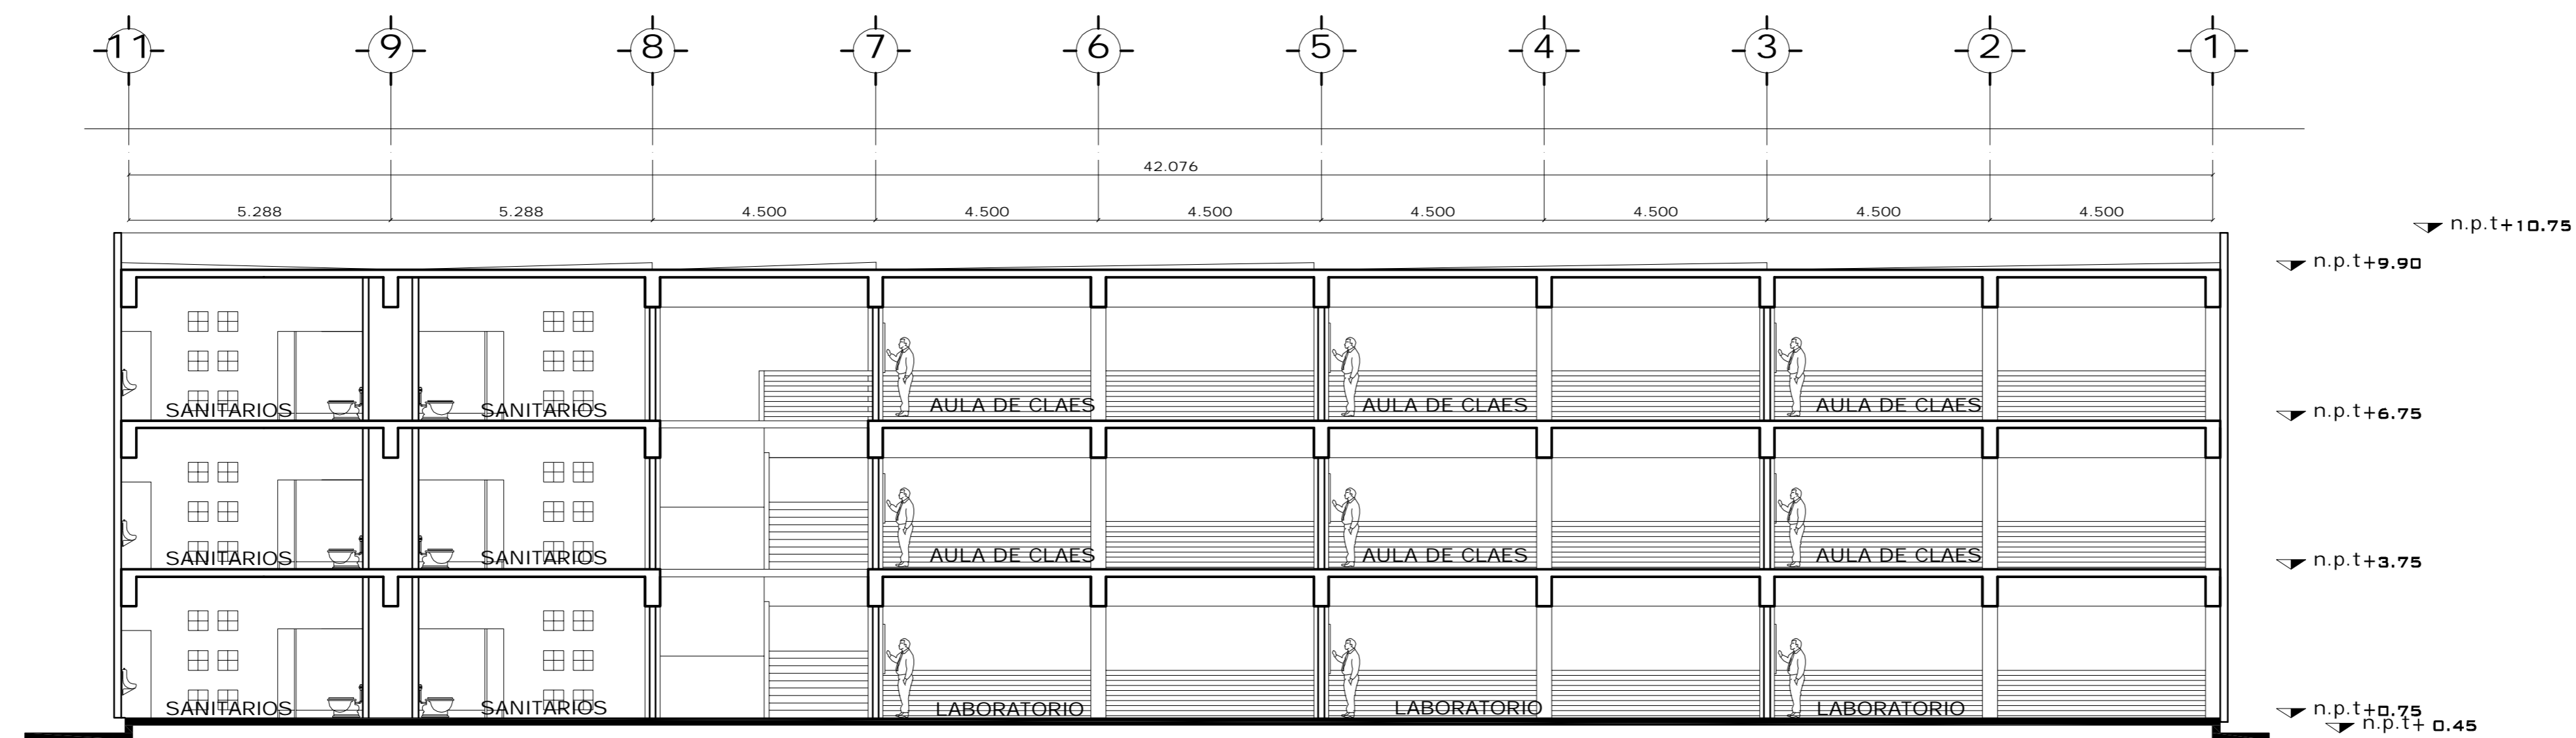 11 9 8 7 6 5 4 3 2 1
42.076
5.288 5.288 4.500 4.500 4.500 4.500 4.500 4.500 4.500
n.p.t+10.75
n.p.t+9.90
SANITARIOS SANITARIOS AULA DE CLAES AULA DE CLAES AULA DE CLAES
n.p.t+6.75
SANITARIOS SANITARIOS AULA DE CLAES AULA DE CLAES AULA DE CLAES
n.p.t+3.75
SANITARIOS SANITARIOS LABORATORIO LABORATORIO LABORATORIO
n.p.t+0.75
n.p.t+ 0.45